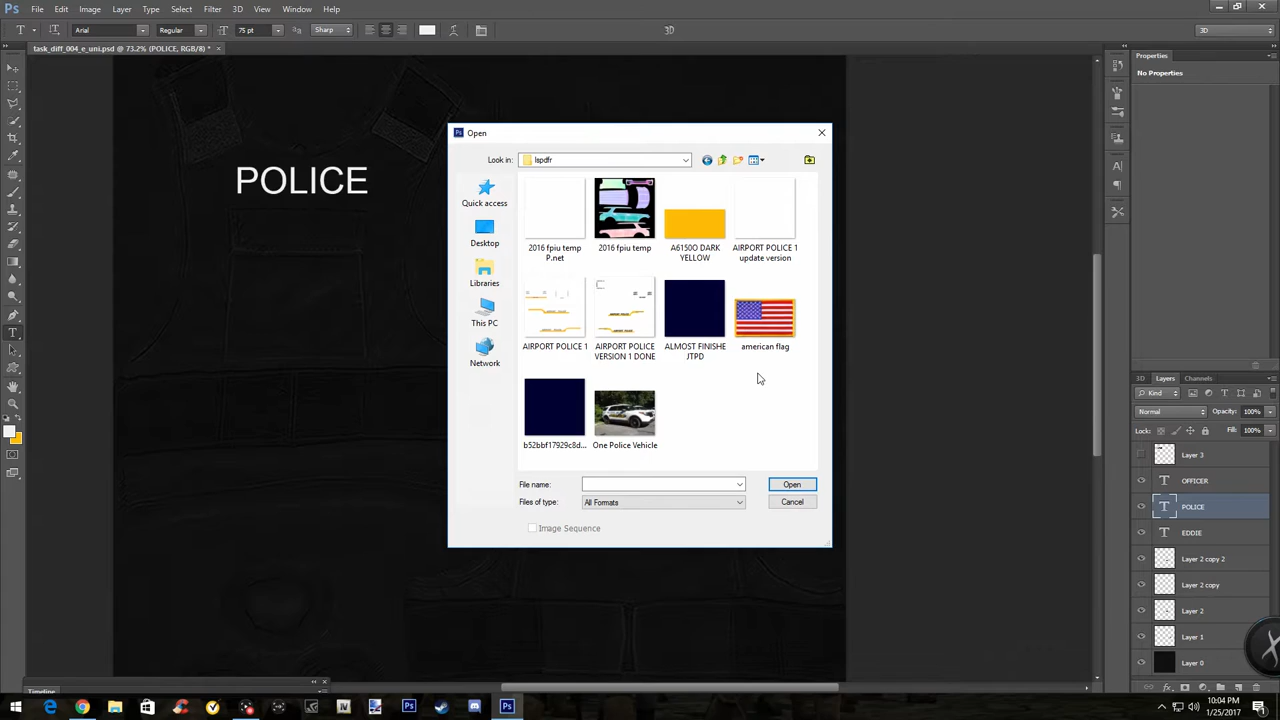 Ps File Edit Image Layer Type Select Filter 3D View Window Help
T Arial Regular 75 pt Sharp 3D 3D
task_diff_004_e_uni.psd @ 73.2% (POLICE, RGB/8) *
Properties
No Properties
POLICE
Open
Look in: lspdfr
Quick access
Desktop
Libraries
This PC
Network
2016 fpiu temp P.net
2016 fpiu temp
A6150O DARK YELLOW
AIRPORT POLICE 1 update version
AIRPORT POLICE 1
AIRPORT POLICE VERSION 1 DONE
ALMOST FINISHE JTPD
american flag
b52bbf17929c8d...
One Police Vehicle
File name:
Open
Files of type: All Formats
Cancel
Image Sequence
3D Layers Channels
Kind
Normal Opacity: 100%
Lock: Fill: 100%
Layer 3
OFFICER
POLICE
EDDIE
Layer 2 copy 2
Layer 2 copy
Layer 2
Layer 1
Layer 0
Timeline
10:04 PM
1/25/2017